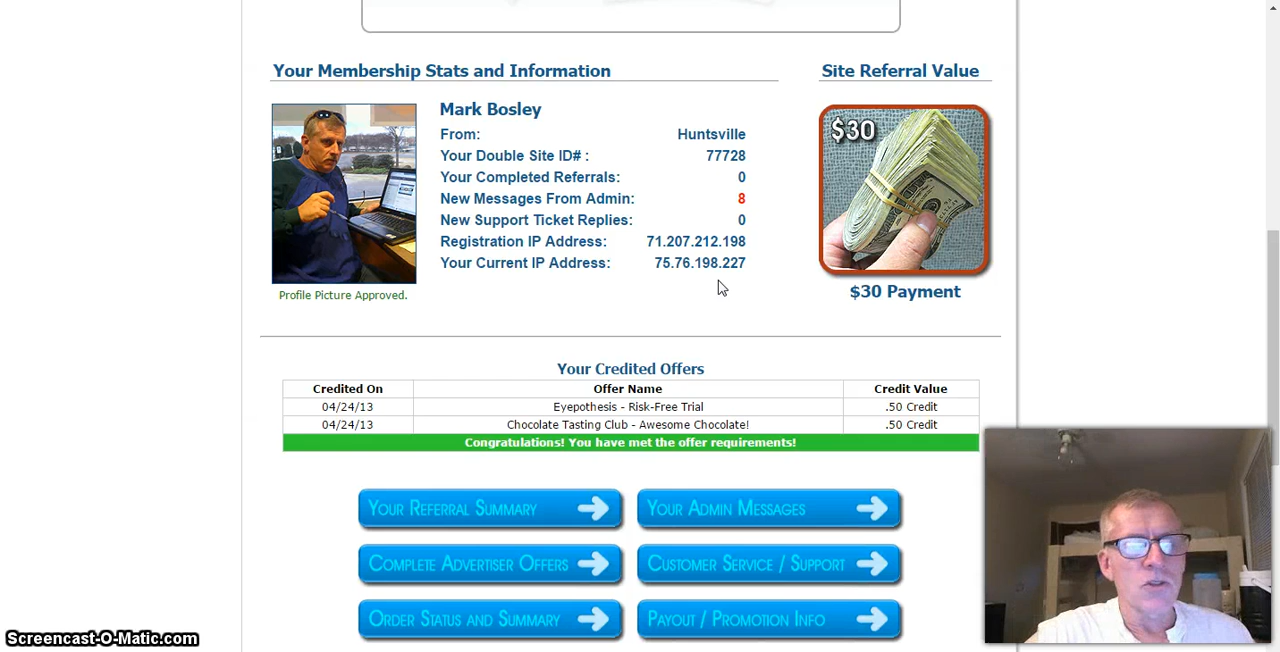 Your Membership Stats and Information
Site Referral Value
Mark Bosley
From: Huntsville
Your Double Site ID# : 77728
Your Completed Referrals: 0
New Messages From Admin: 8
New Support Ticket Replies: 0
Registration IP Address: 71.207.212.198
Your Current IP Address: 75.76.198.227
Profile Picture Approved.
$30
$30 Payment
Your Credited Offers
Credited On Offer Name Credit Value
04/24/13 Eyepothesis - Risk-Free Trial .50 Credit
04/24/13 Chocolate Tasting Club - Awesome Chocolate! .50 Credit
Congratulations! You have met the offer requirements!
Your Referral Summary
Your Admin Messages
Complete Advertiser Offers
Customer Service / Support
Order Status and Summary
Payout / Promotion Info
Screencast-O-Matic.com